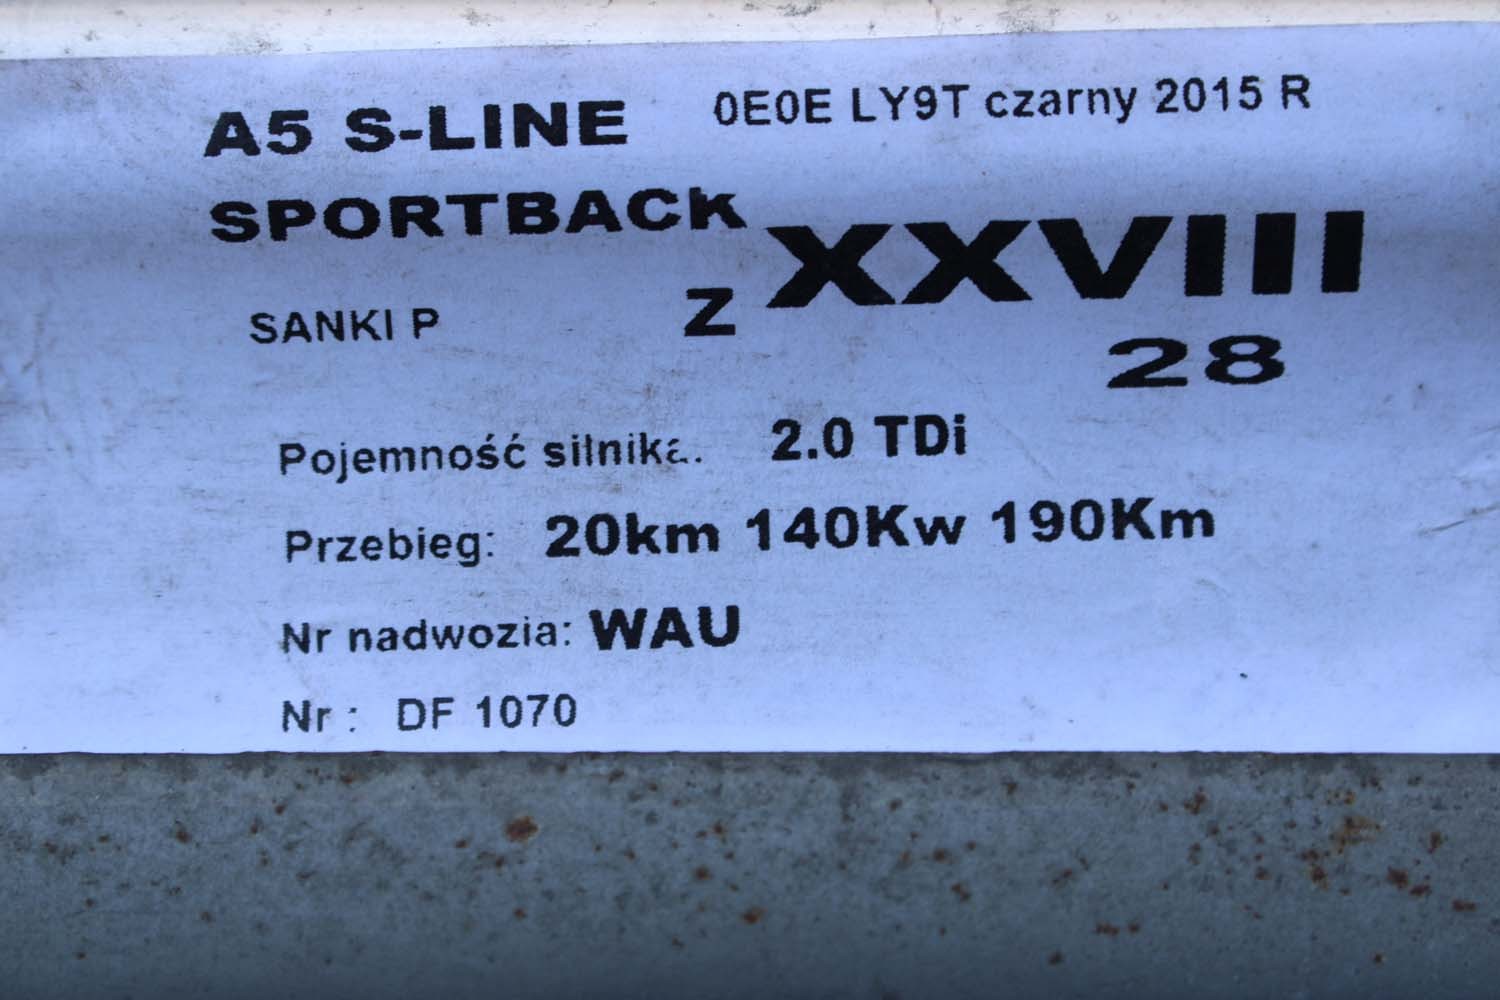 A5 S-LINE 0E0E LY9T czarny 2015 R
SPORTBACK
z XXVIII
SANKI P
28
Pojemność silnika: 2.0 TDi
Przebieg: 20km 140Kw 190Km
Nr nadwozia: WAU
Nr : DF 1070